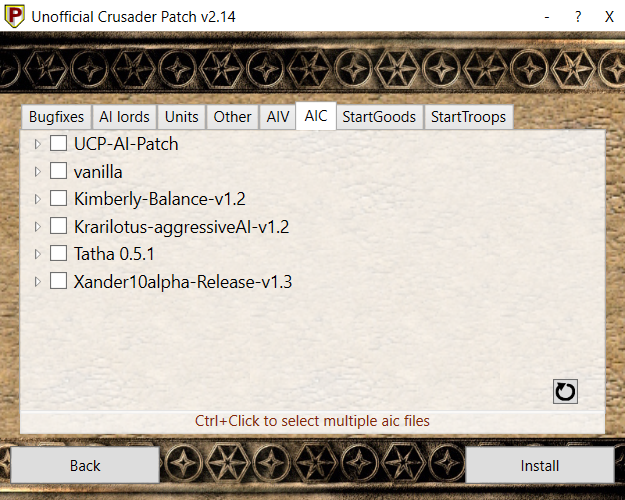 Unofficial Crusader Patch v2.14 - ? X
Bugfixes AI lords Units Other AIV AIC StartGoods StartTroops
UCP-AI-Patch
vanilla
Kimberly-Balance-v1.2
Krarilotus-aggressiveAI-v1.2
Tatha 0.5.1
Xander10alpha-Release-v1.3
Ctrl+Click to select multiple aic files
Back Install